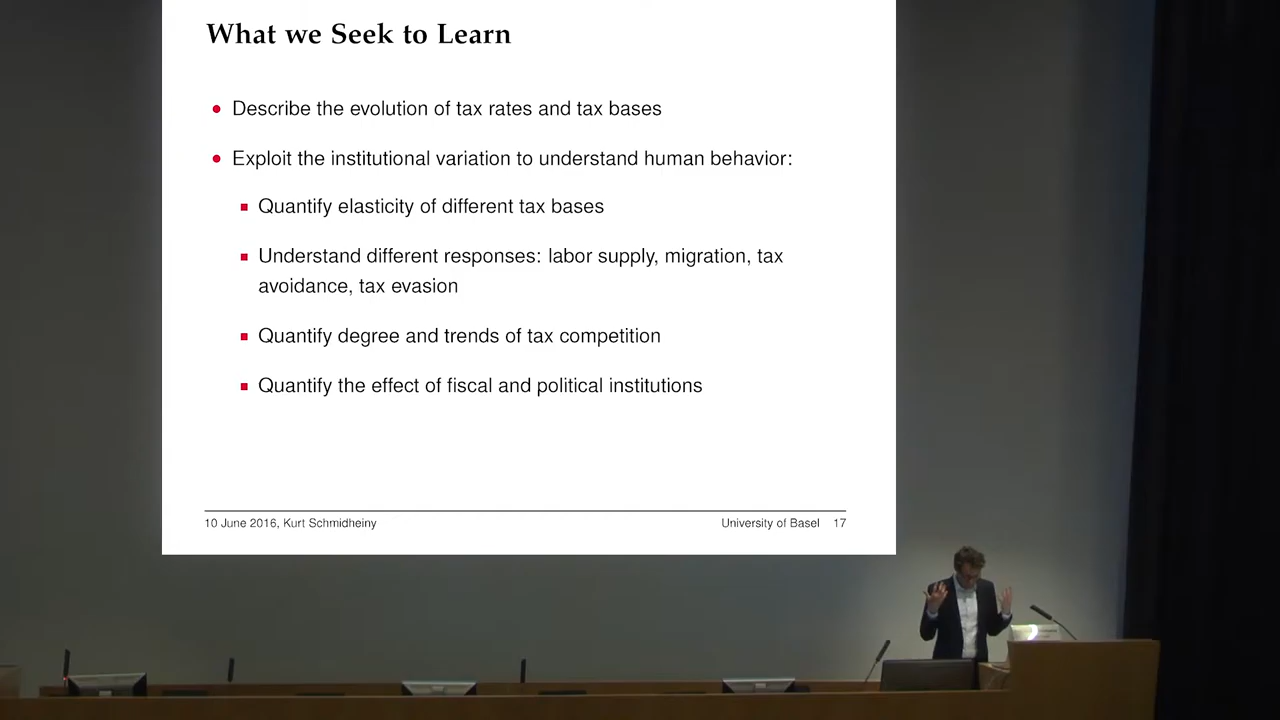 What we Seek to Learn
Describe the evolution of tax rates and tax bases
Exploit the institutional variation to understand human behavior:
Quantify elasticity of different tax bases
Understand different responses: labor supply, migration, tax
avoidance, tax evasion
Quantify degree and trends of tax competition
Quantify the effect of fiscal and political institutions
10 June 2016, Kurt Schmidheiny
University of Basel 17